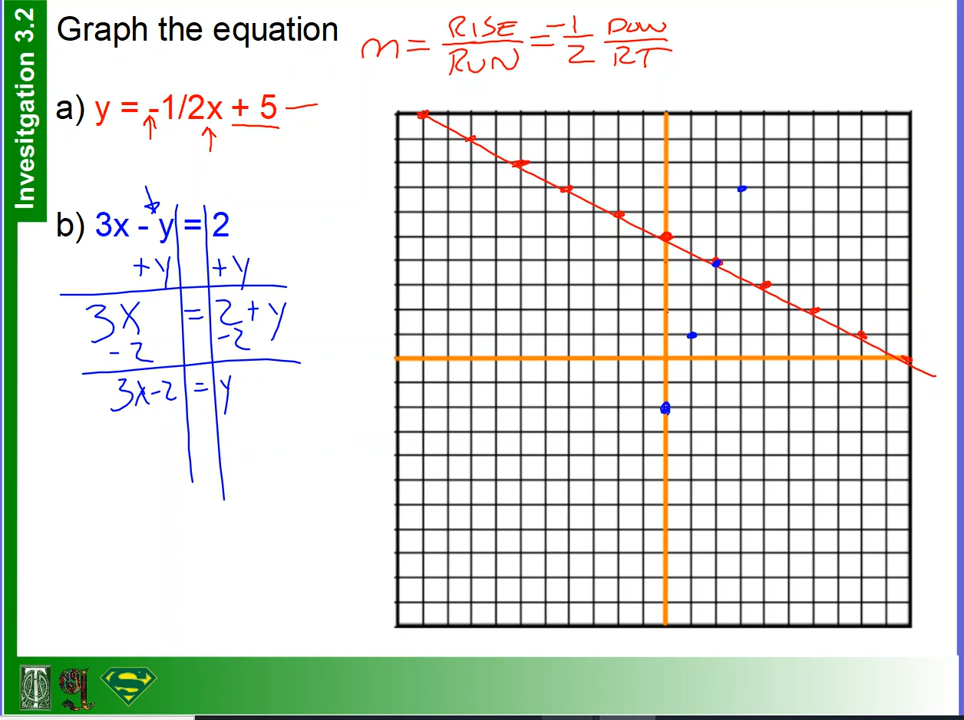 Invesitgation 3.2
Graph the equation
m = RISE/RUN = -1/2 DOW/RT
a) y = -1/2x + 5
b) 3x - y = 2
+y +y
3x = 2 + y
-2 -2
3x-2 = y